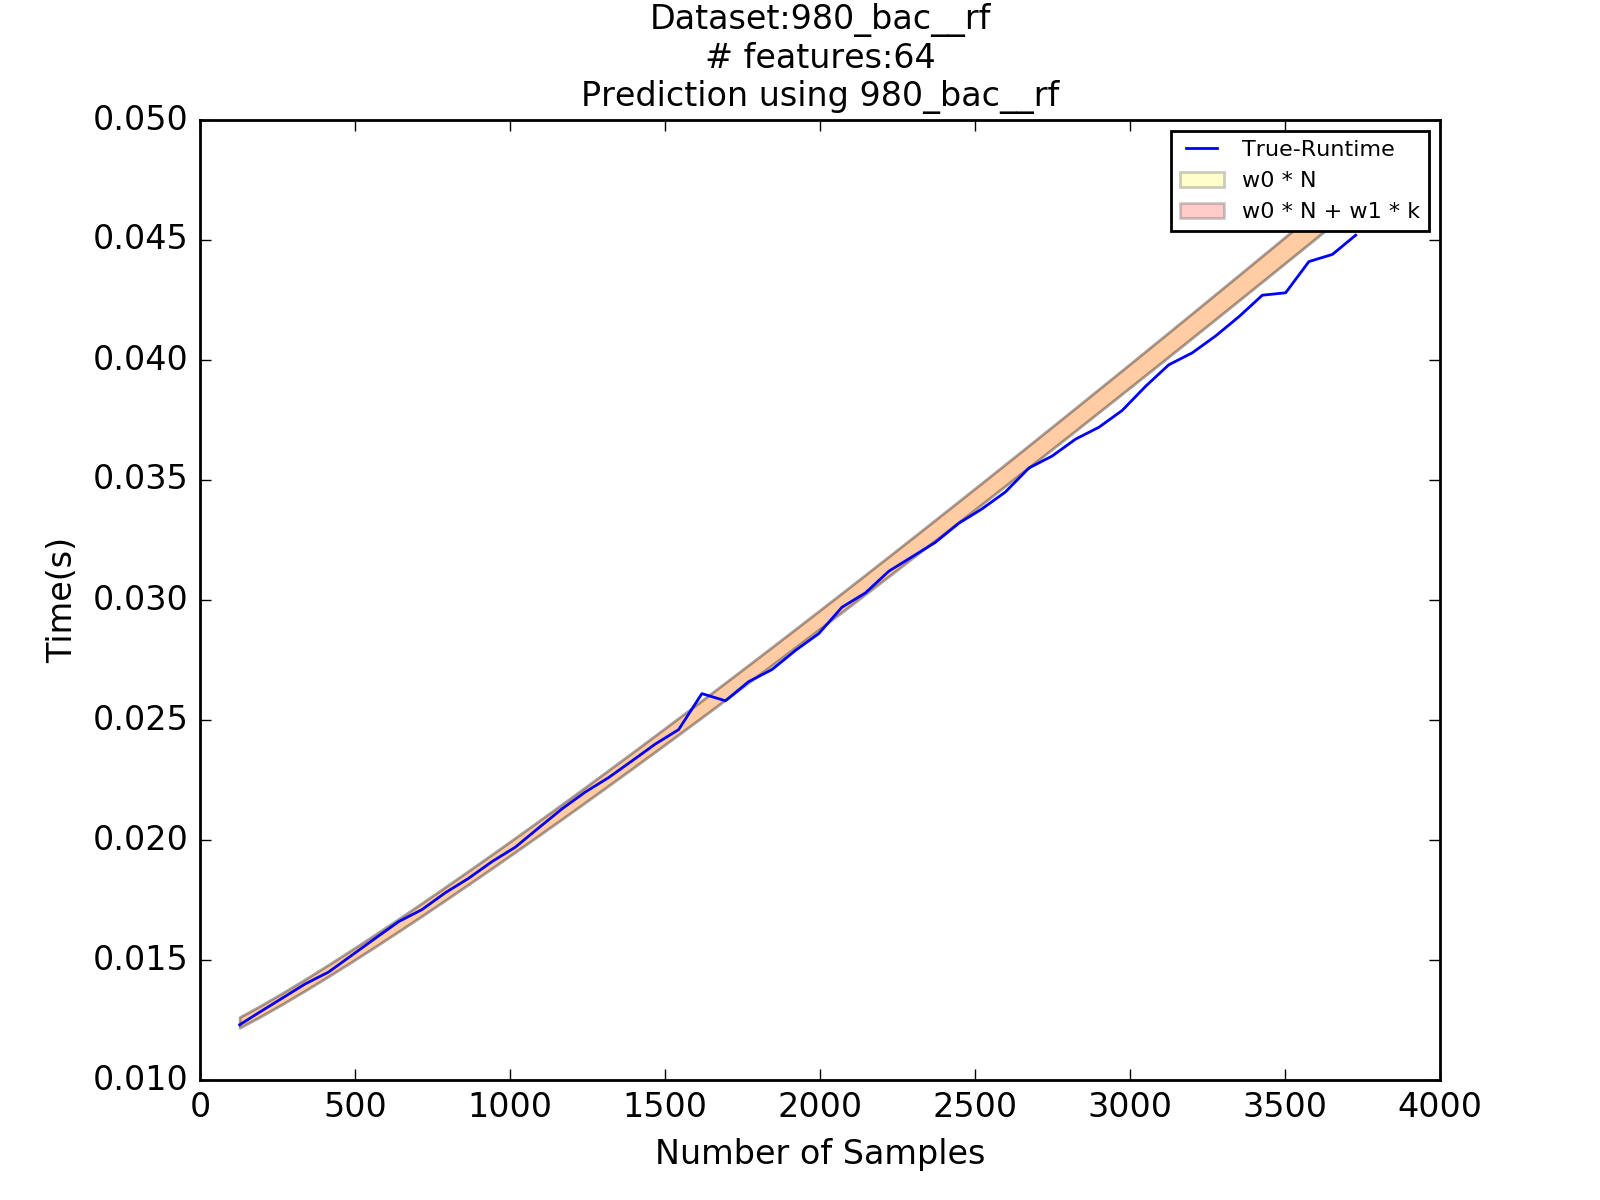 Dataset:980_bac__rf
# features:64
Prediction using 980_bac__rf
0.050
0.045
0.040
0.035
0.030
0.025
0.020
0.015
0.010
Time(s)
True-Runtime
w0 * N
w0 * N + w1 * k
0 500 1000 1500 2000 2500 3000 3500 4000
Number of Samples